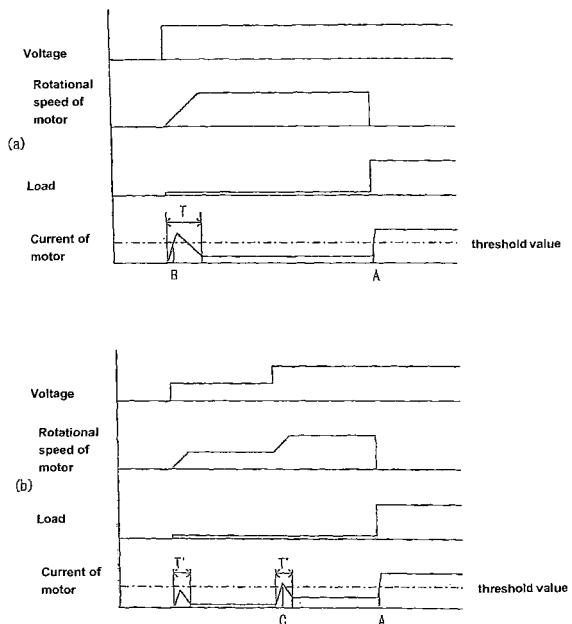 Voltage
Rotational
speed of
motor
(a)
Load
T
Current of
motor
threshold value
B
A
Voltage
Rotational
speed of
motor
(b)
Load
T'
T"
Current of
motor
threshold value
C
A